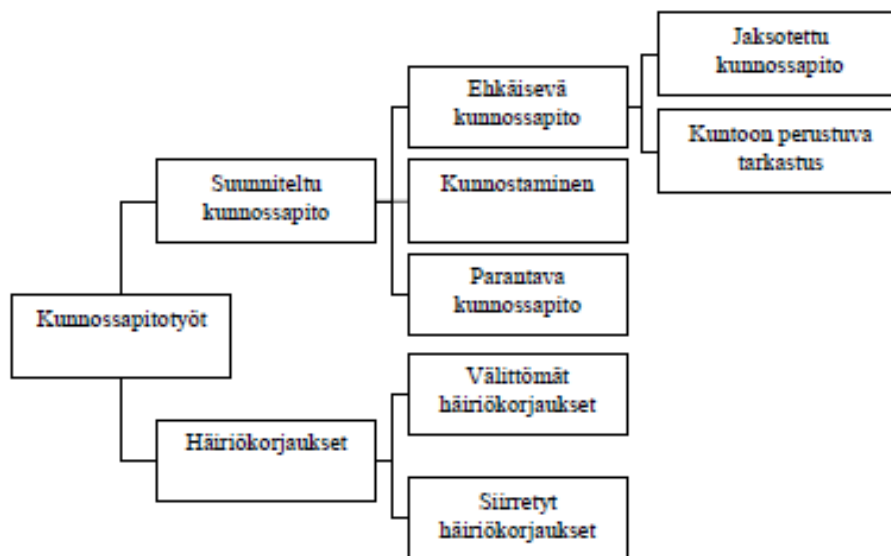 Jaksotettu
kunnossapito
Ehkäisevä
kunnossapito
Kuntoon perustuva
tarkastus
Suunniteltu
kunnossapito
Kunnostaminen
Parantava
kunnossapito
Kunnossapitotyöt
Välittömät
häiriökorjaukset
Häiriökorjaukset
Siirretyt
häiriökorjaukset